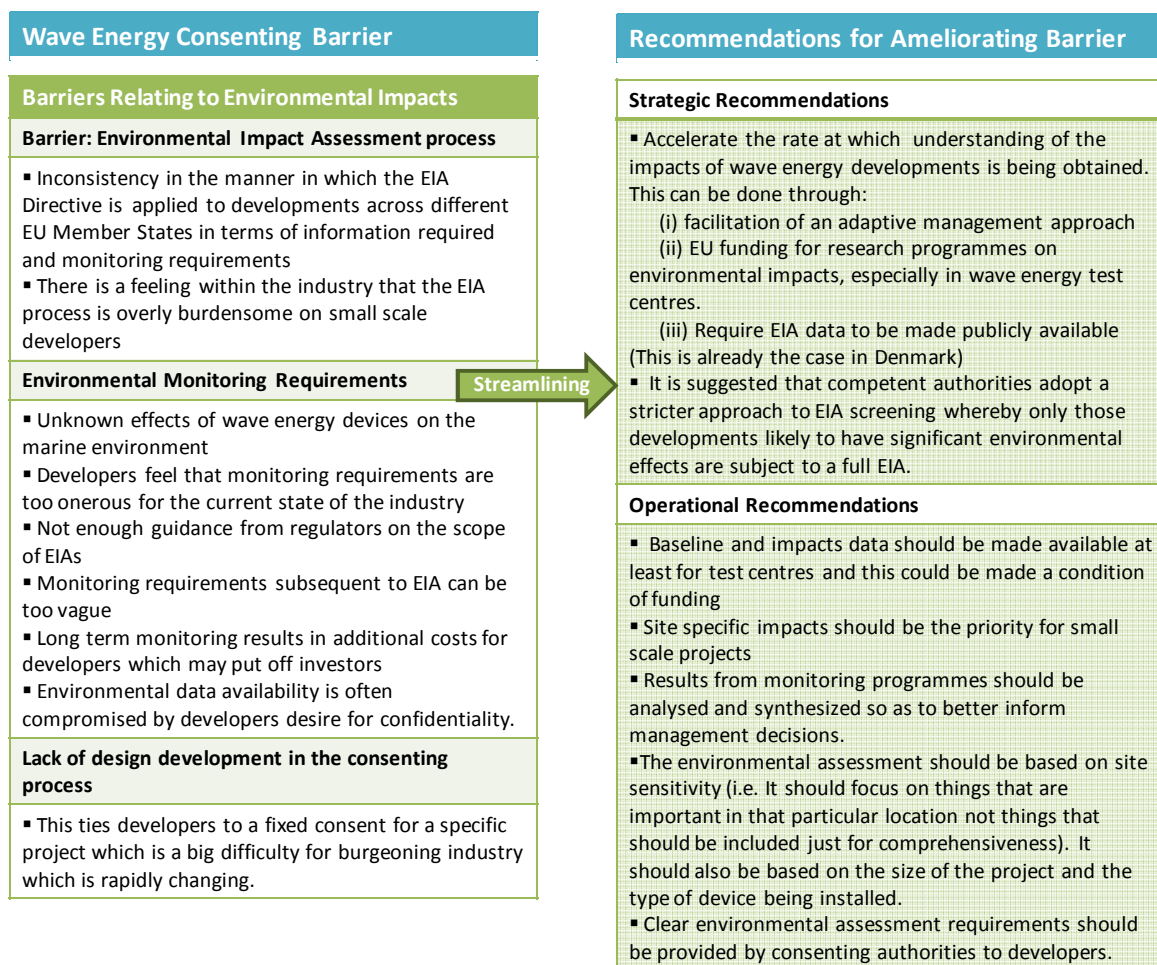 Wave Energy Consenting Barrier
Barriers Relating to Environmental Impacts
Barrier: Environmental Impact Assessment process
▪ Inconsistency in the manner in which the EIA
Directive is applied to developments across different
EU Member States in terms of information required
and monitoring requirements
▪ There is a feeling within the industry that the EIA
process is overly burdensome on small scale
developers
Environmental Monitoring Requirements
▪ Unknown effects of wave energy devices on the
marine environment
▪ Developers feel that monitoring requirements are
too onerous for the current state of the industry
▪ Not enough guidance from regulators on the scope
of EIAs
▪ Monitoring requirements subsequent to EIA can be
too vague
▪ Long term monitoring results in additional costs for
developers which may put off investors
▪ Environmental data availability is often
compromised by developers desire for confidentiality.
Lack of design development in the consenting
process
▪ This ties developers to a fixed consent for a specific
project which is a big difficulty for burgeoning industry
which is rapidly changing.
Streamlining
Recommendations for Ameliorating Barrier
Strategic Recommendations
▪ Accelerate the rate at which understanding of the
impacts of wave energy developments is being obtained.
This can be done through:
(i) facilitation of an adaptive management approach
(ii) EU funding for research programmes on
environmental impacts, especially in wave energy test
centres.
(iii) Require EIA data to be made publicly available
(This is already the case in Denmark)
▪ It is suggested that competent authorities adopt a
stricter approach to EIA screening whereby only those
developments likely to have significant environmental
effects are subject to a full EIA.
Operational Recommendations
▪ Baseline and impacts data should be made available at
least for test centres and this could be made a condition
of funding
▪ Site specific impacts should be the priority for small
scale projects
▪ Results from monitoring programmes should be
analysed and synthesized so as to better inform
management decisions.
▪The environmental assessment should be based on site
sensitivity (i.e. It should focus on things that are
important in that particular location not things that
should be included just for comprehensiveness). It
should also be based on the size of the project and the
type of device being installed.
▪ Clear environmental assessment requirements should
be provided by consenting authorities to developers.